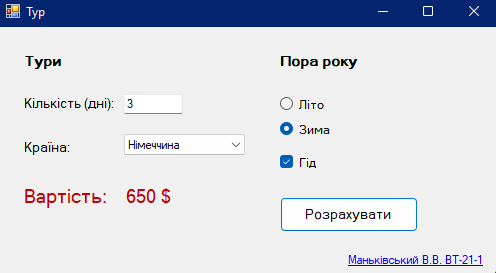 Тур
Тури
Кількість (дні): 3
Країна: Німеччина
Вартість: 650 $
Пора року
Літо
Зима
Гід
Розрахувати
Маньківський В.В. ВТ-21-1